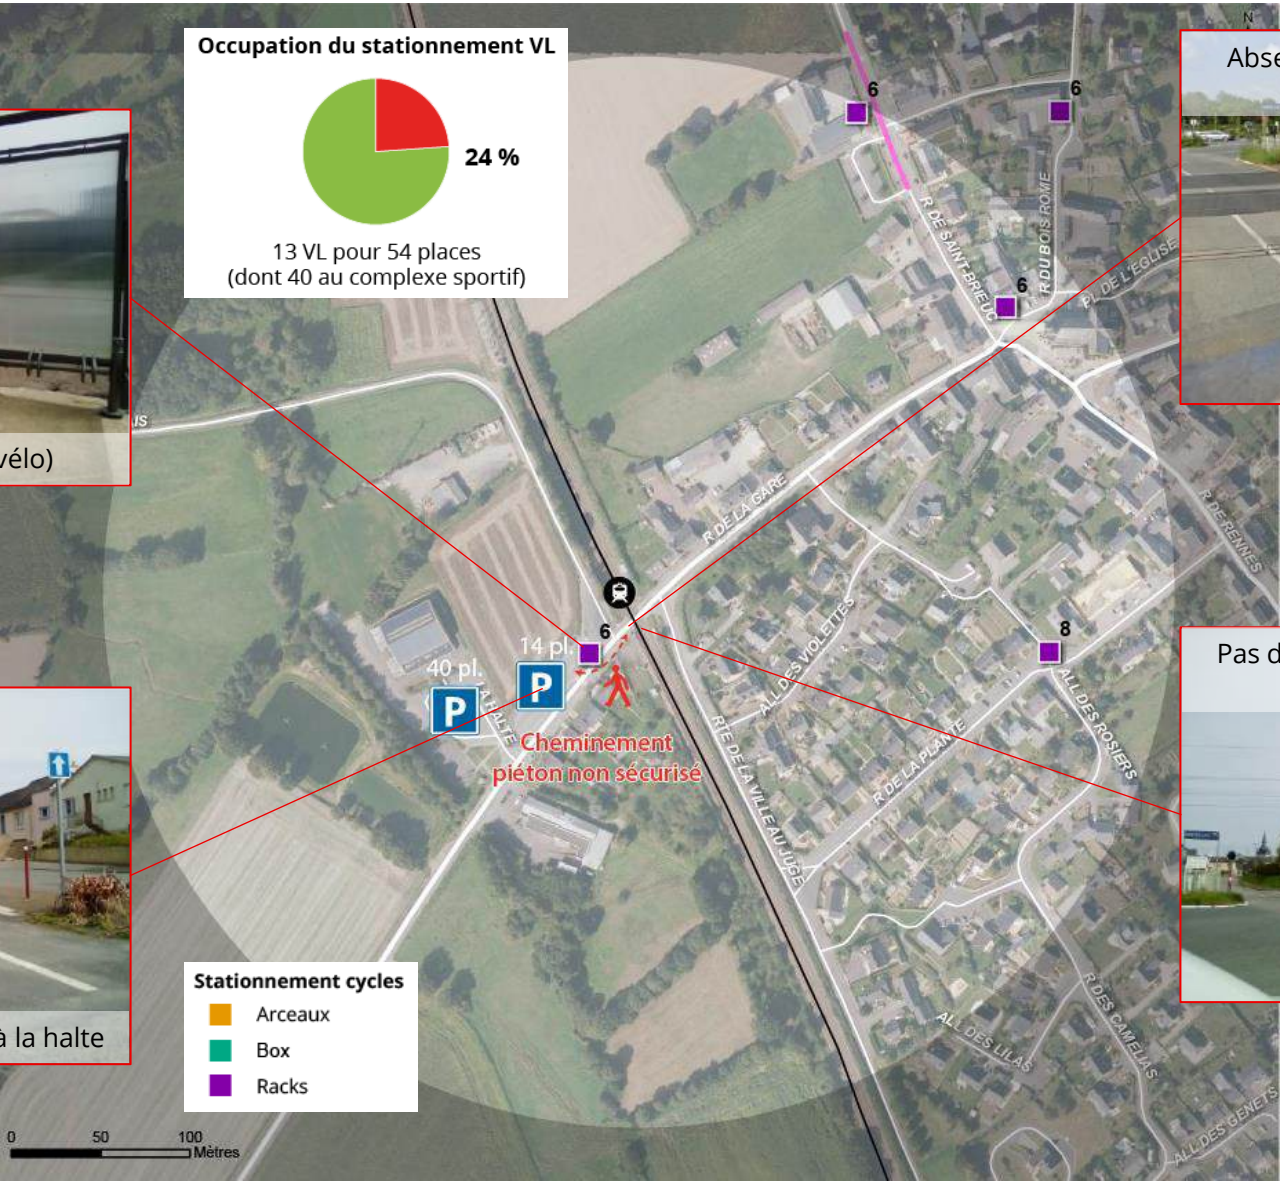 Occupation du stationnement VL
24 %
13 VL pour 54 places
(dont 40 au complexe sportif)
N
Abse
6
6
R DE SAINT-BRIEUC
R DU BOIS ROME
6
PL DE L'EGLISE
vélo)
AIS
R DE LA GARE
R DE RENNES
6
14 pl.
40 pl.
P
P
A HALTE
Cheminement
piéton non sécurisé
ALL DES VIOLETTES
8
ALL DES ROSIERS
RTE DE LA VILLE AU JUGE
R DE LA PLANTE
Pas d
à la halte
Stationnement cycles
Arceaux
Box
Racks
ALL DES LILAS
R DES CAMELIAS
ALL DES GENETS
0 50 100
Mètres